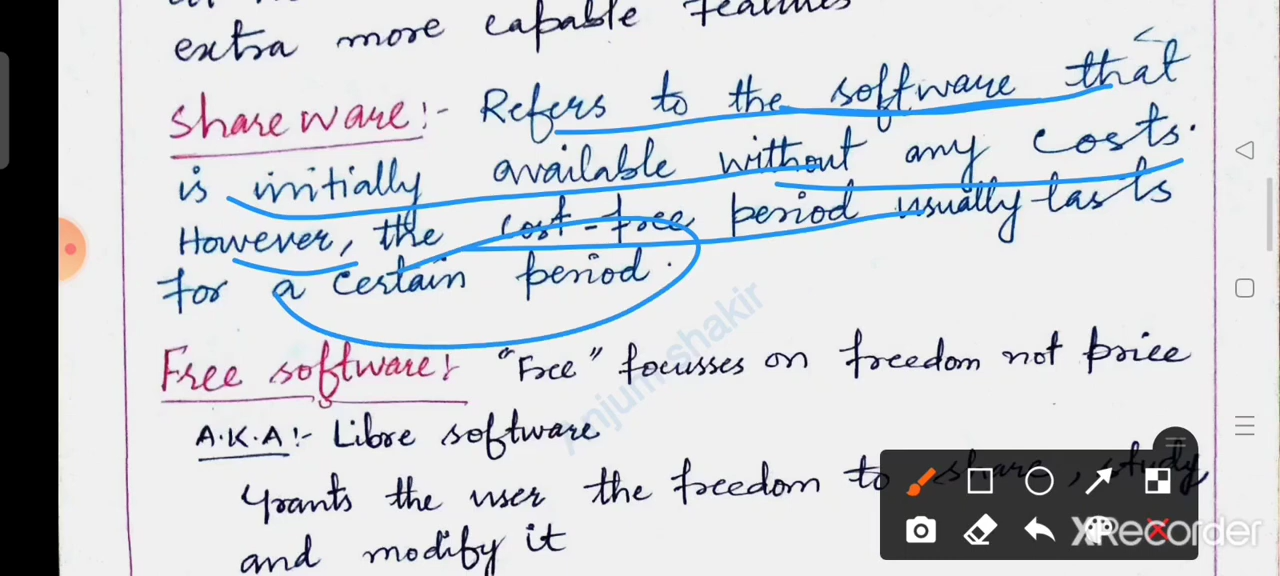 extra more capable features
Shareware:- Refers to the software that
is initially available without any costs.
However, the cost-free period usually lasts
for a certain period.
Free software: "Free" focusses on freedom not price
A.K.A:- Libre software
Grants the user the freedom to share, study
and modify it
Anjum shakir
XRecorder